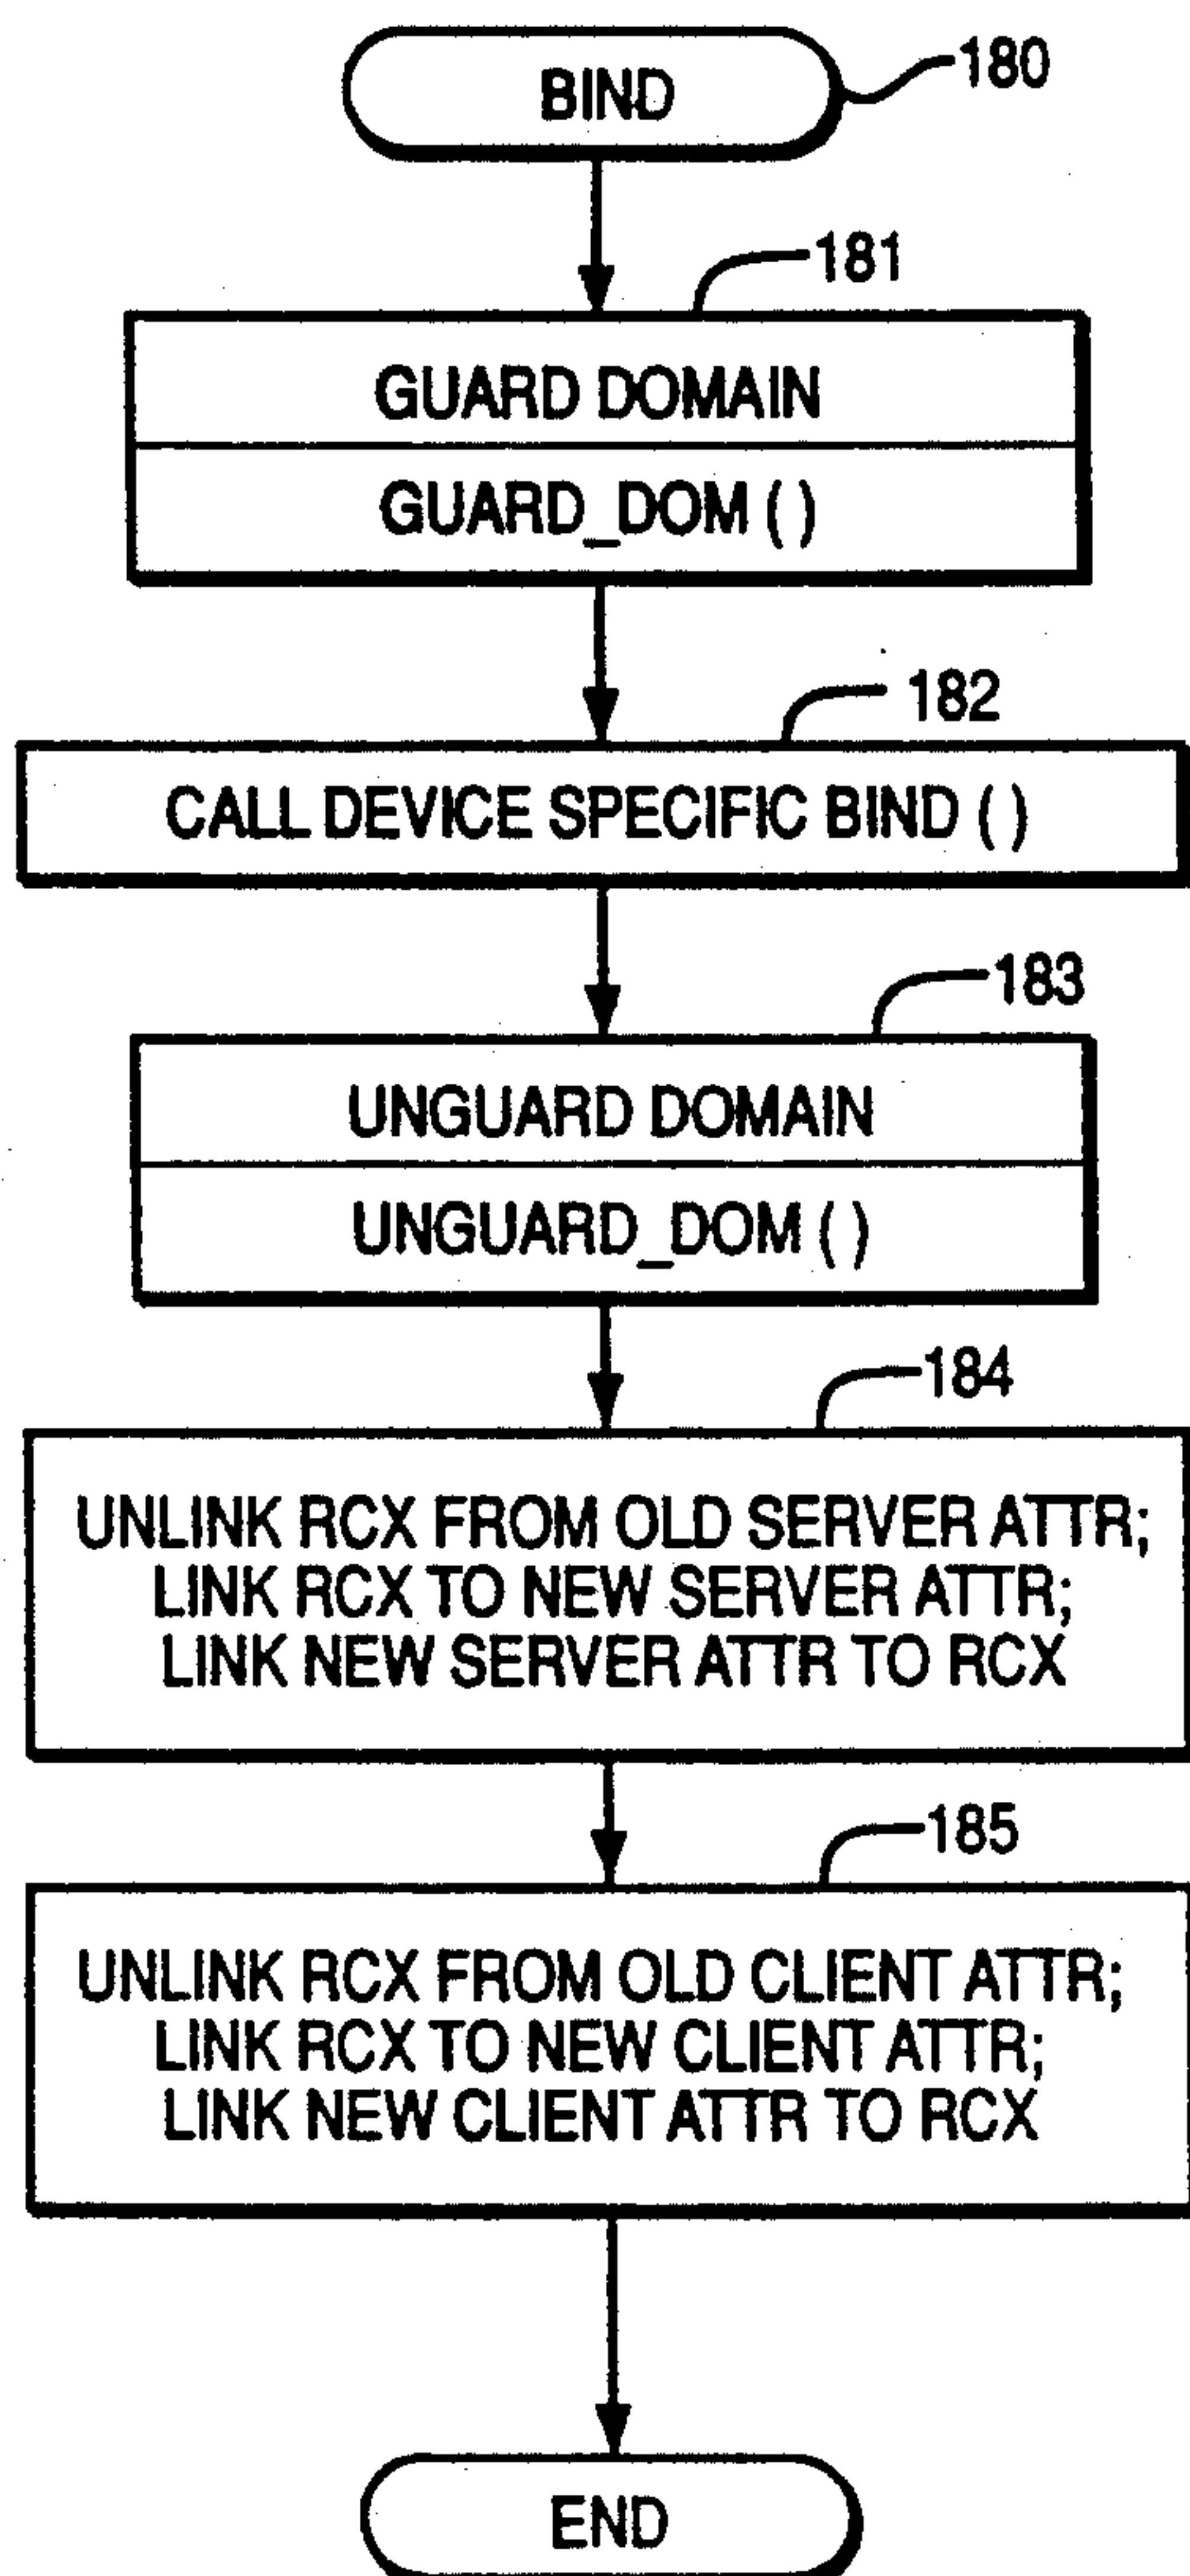 BIND
180
181
GUARD DOMAIN
GUARD_DOM ( )
182
CALL DEVICE SPECIFIC BIND ( )
183
UNGUARD DOMAIN
UNGUARD_DOM ( )
184
UNLINK RCX FROM OLD SERVER ATTR;
LINK RCX TO NEW SERVER ATTR;
LINK NEW SERVER ATTR TO RCX
185
UNLINK RCX FROM OLD CLIENT ATTR;
LINK RCX TO NEW CLIENT ATTR;
LINK NEW CLIENT ATTR TO RCX
END